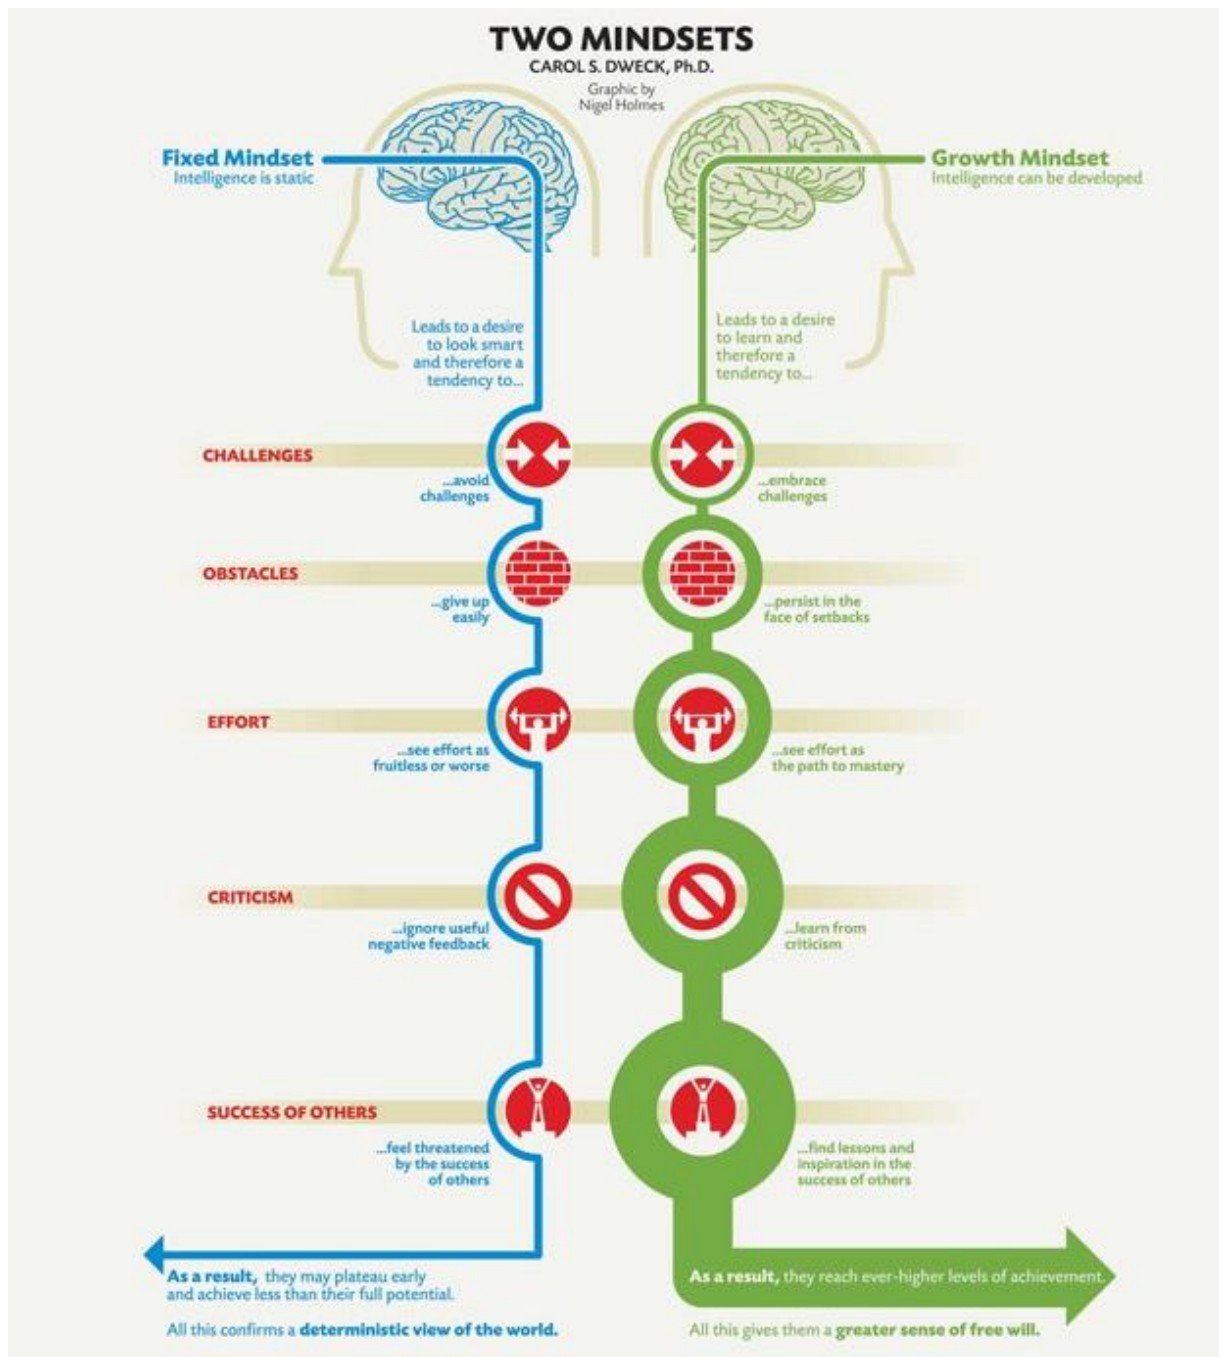 TWO MINDSETS
CAROL S. DWECK, Ph.D.
Graphic by
Nigel Holmes
Fixed Mindset
Intelligence is static
Growth Mindset
Intelligence can be developed
Leads to a desire
to look smart
and therefore a
tendency to...
Leads to a desire
to learn and
therefore a
tendency to...
CHALLENGES
...avoid
challenges
...embrace
challenges
OBSTACLES
...give up
easily
...persist in the
face of setbacks
EFFORT
...see effort as
fruitless or worse
...see effort as
the path to mastery
CRITICISM
...ignore useful
negative feedback
...learn from
criticism
SUCCESS OF OTHERS
...feel threatened
by the success
of others
...find lessons and
inspiration in the
success of others
As a result, they may plateau early
and achieve less than their full potential.
All this confirms a deterministic view of the world.
As a result, they reach ever-higher levels of achievement.
All this gives them a greater sense of free will.